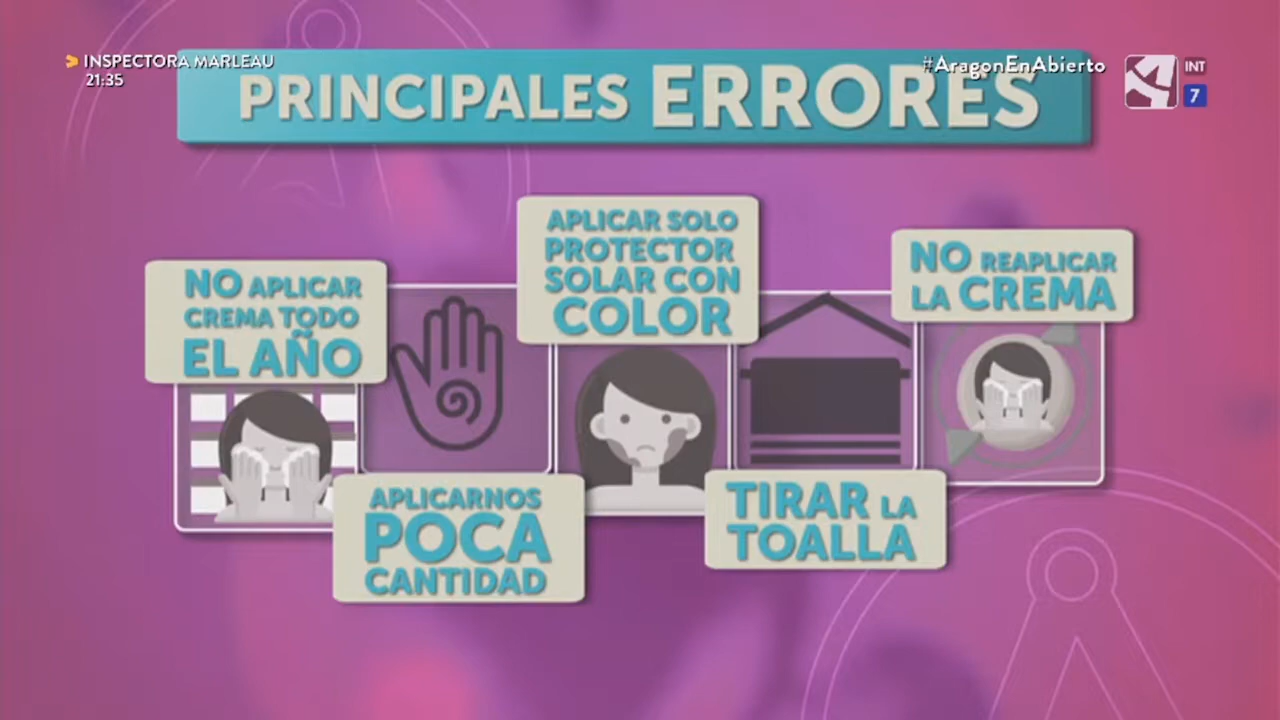 INSPECTORA MARLEAU
21:35
#AragonEnAbierto
INT
7
PRINCIPALES ERRORES
NO APLICAR
CREMA TODO
EL AÑO
APLICARNOS
POCA
CANTIDAD
APLICAR SOLO
PROTECTOR
SOLAR CON
COLOR
TIRAR LA
TOALLA
NO REAPLICAR
LA CREMA